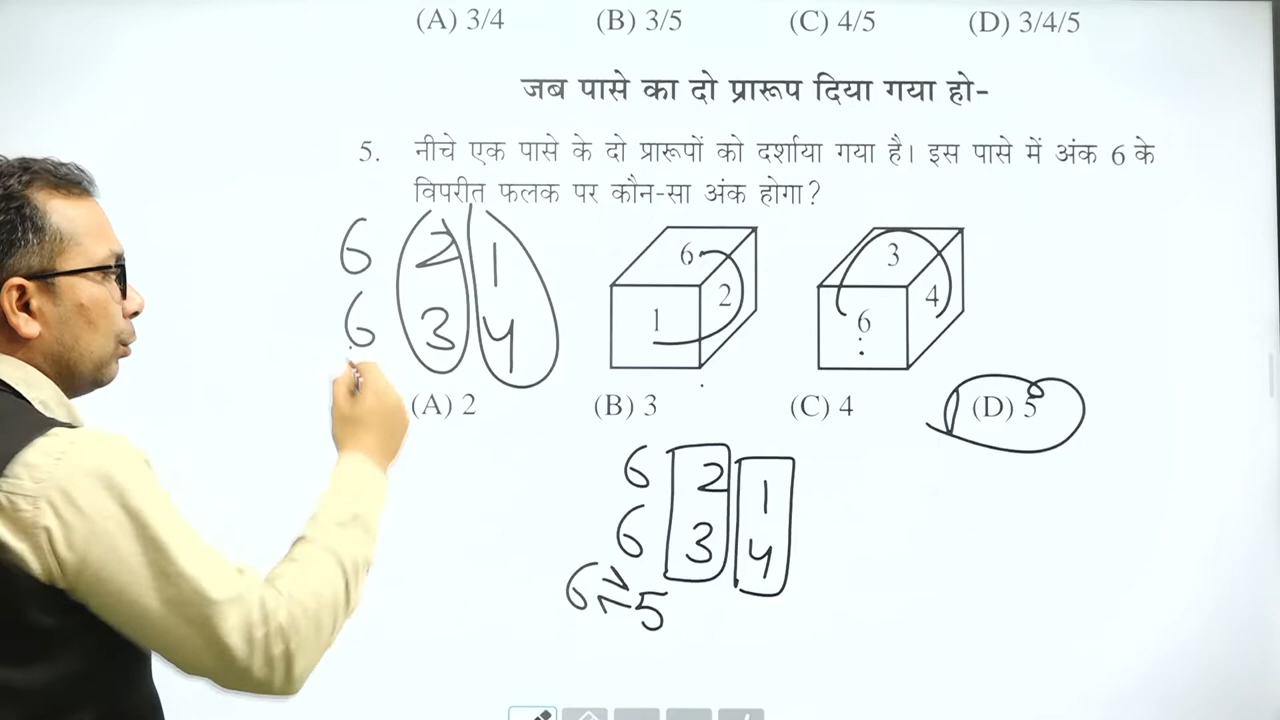 (A) 3/4 (B) 3/5 (C) 4/5 (D) 3/4/5
जब पासे का दो प्रारूप दिया गया हो-
5. नीचे एक पासे के दो प्रारूपों को दर्शाया गया है। इस पासे में अंक 6 के
विपरीत फलक पर कौन-सा अंक होगा?
6 2 1
6 3 4
6 2 1
3 4 6
(A) 2 (B) 3 (C) 4 (D) 5
6 2 1
6 3 4
6 5